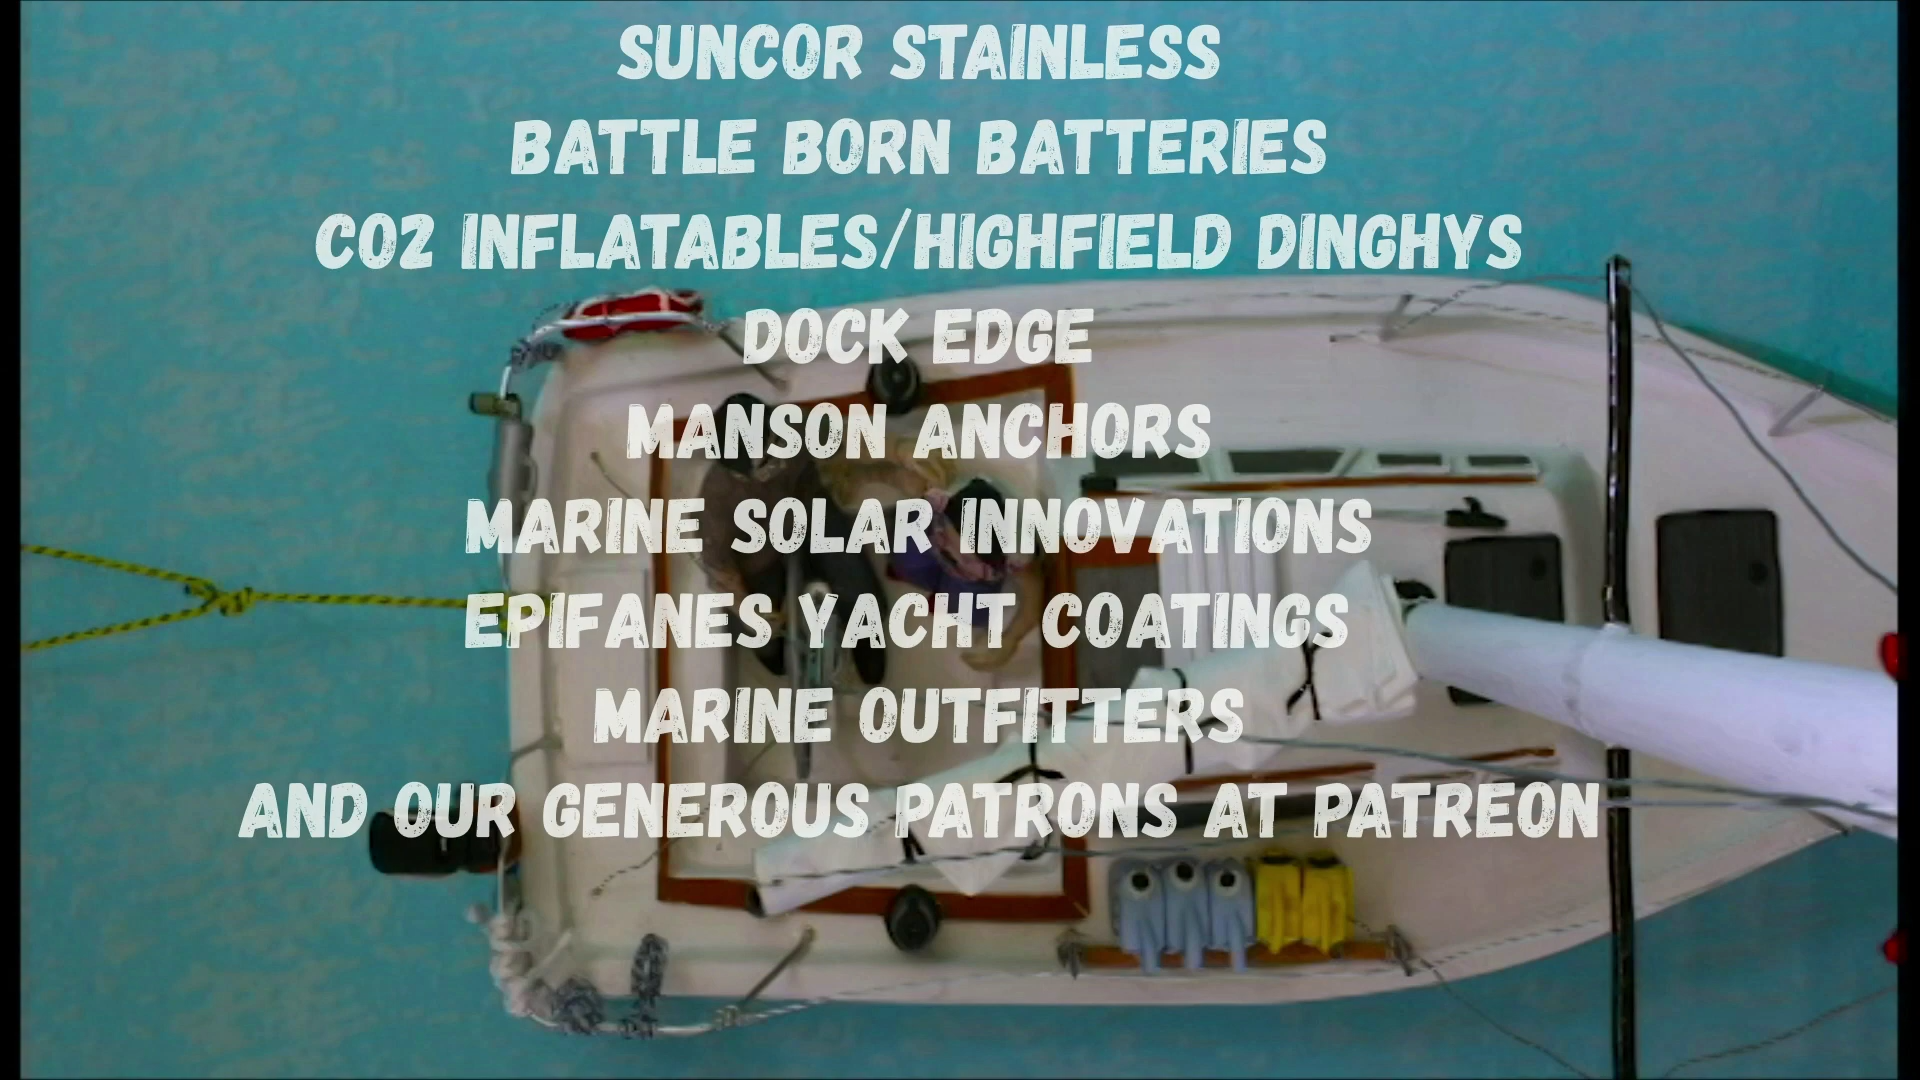 SUNCOR STAINLESS
BATTLE BORN BATTERIES
CO2 INFLATABLES/HIGHFIELD DINGHYS
DOCK EDGE
MANSON ANCHORS
MARINE SOLAR INNOVATIONS
EPIFANES YACHT COATINGS
MARINE OUTFITTERS
AND OUR GENEROUS PATRONS AT PATREON